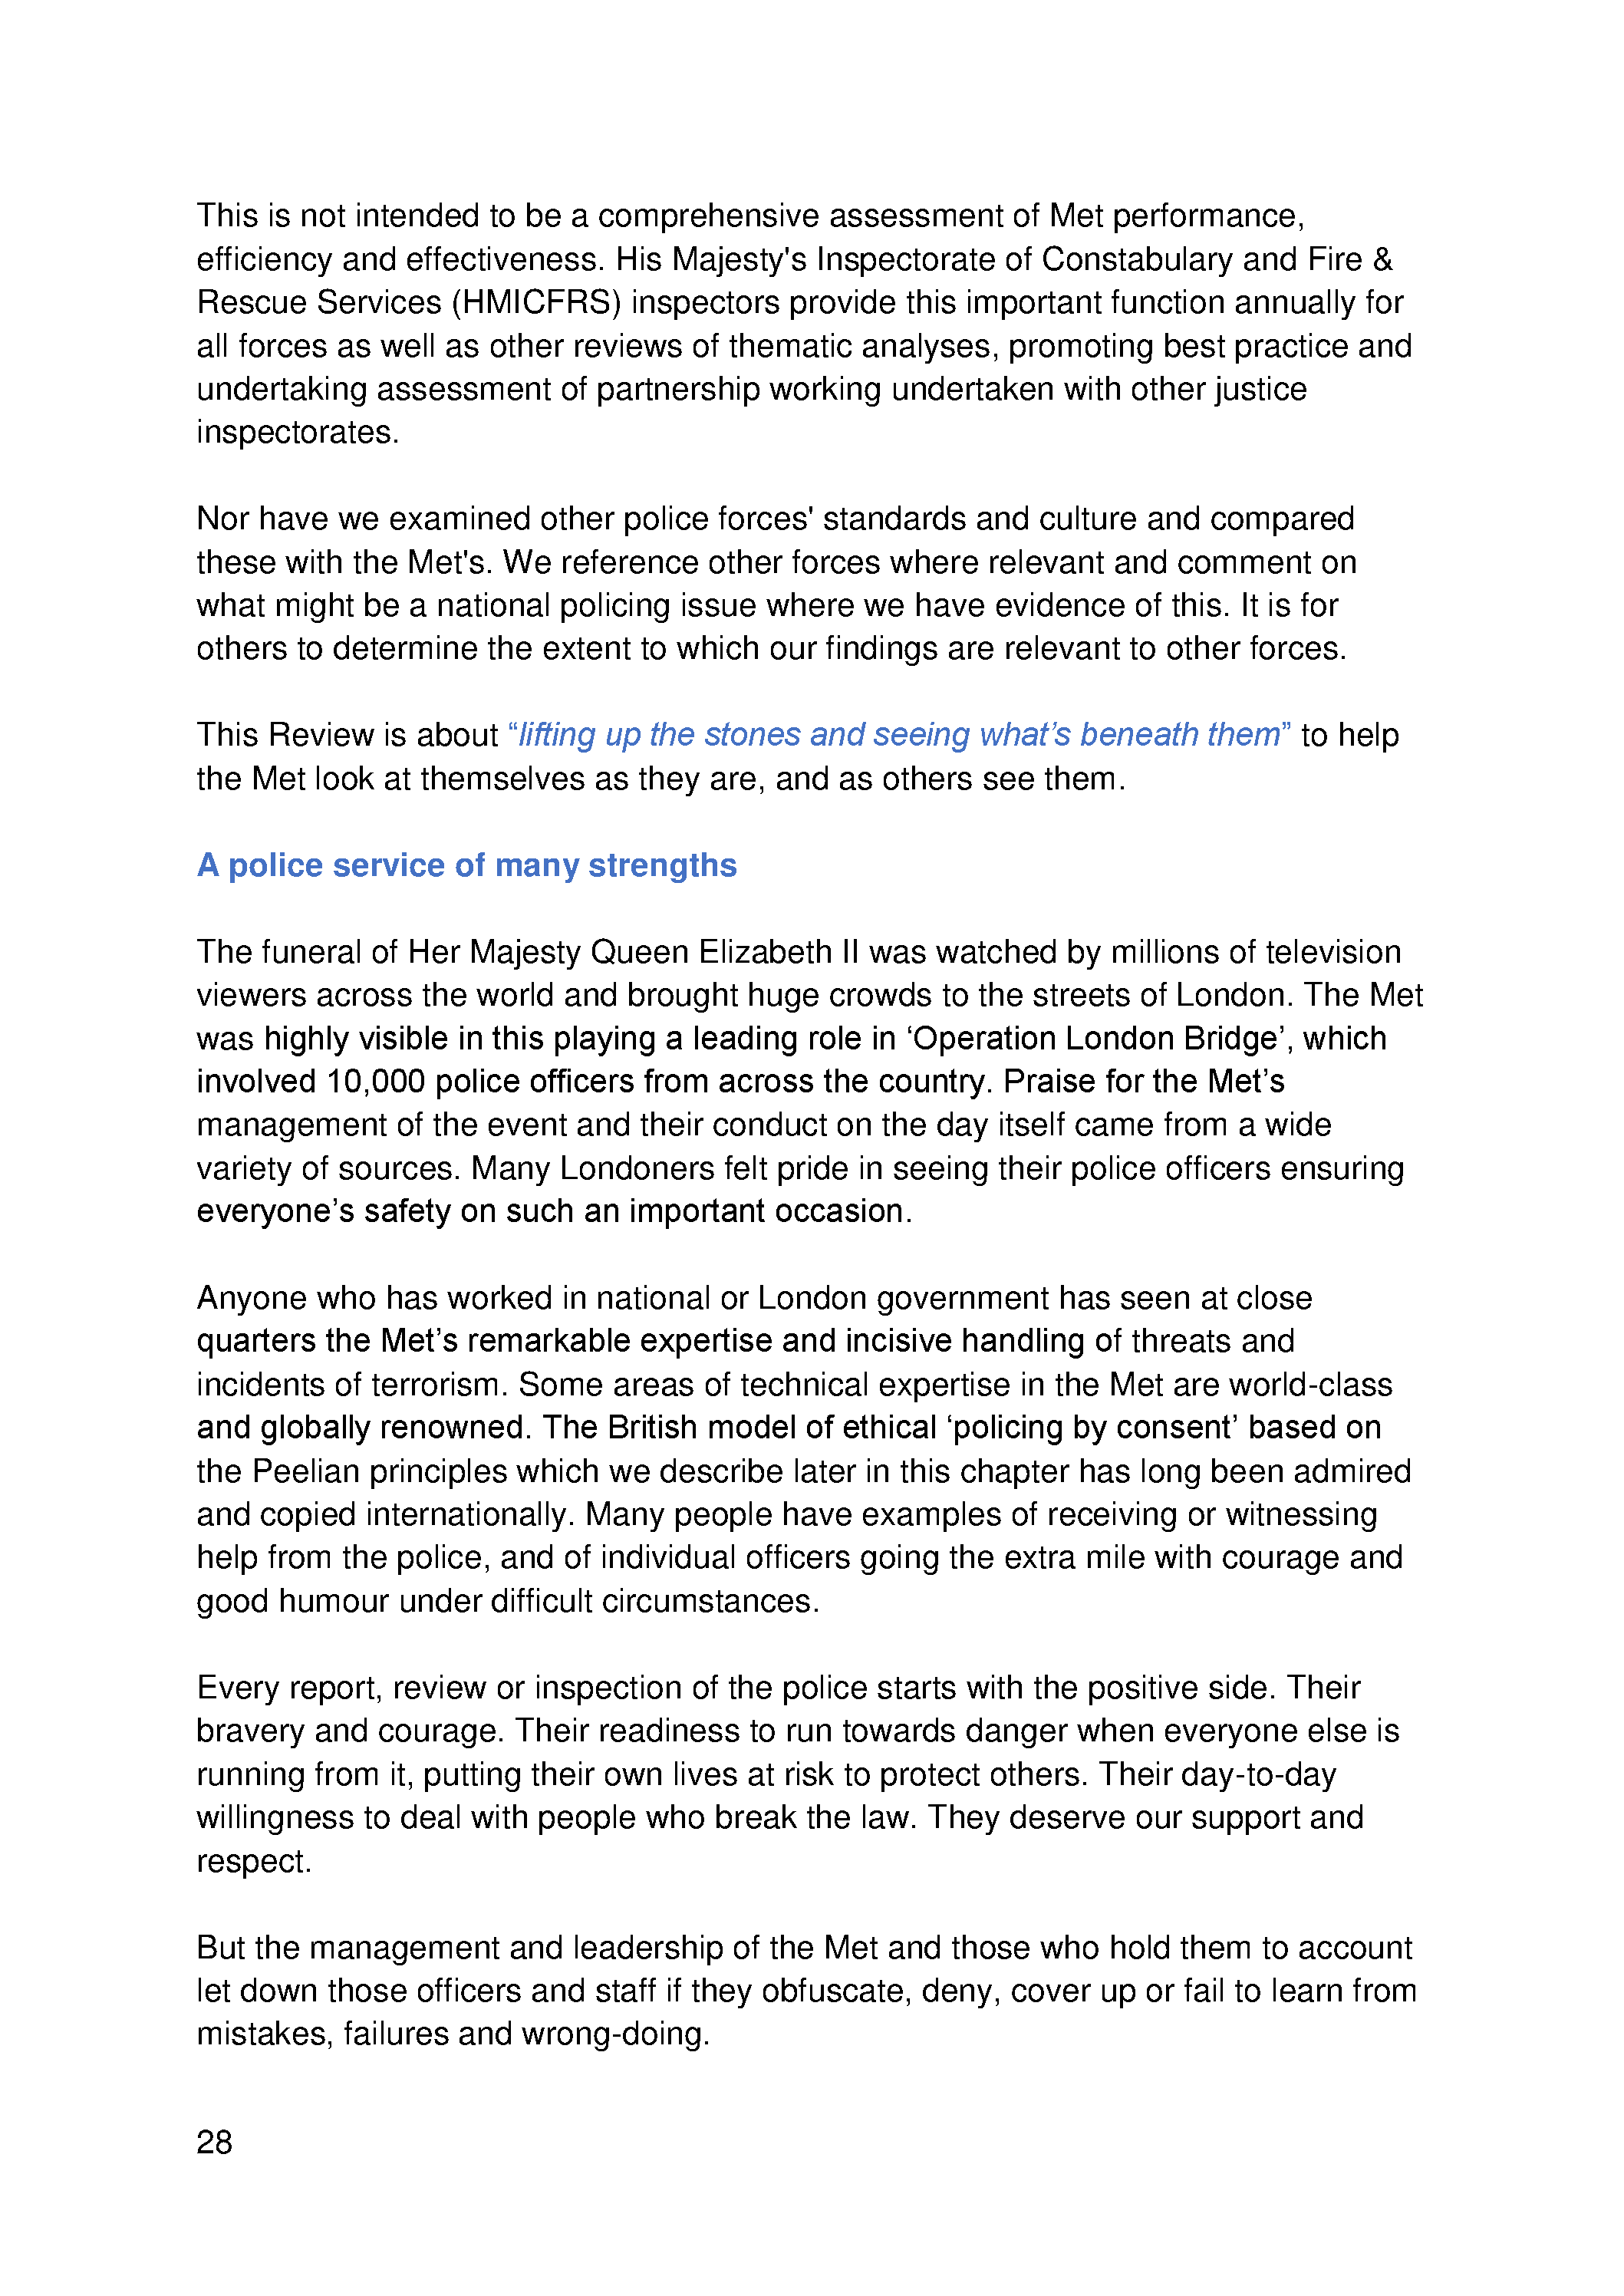 This is not intended to be a comprehensive assessment of Met performance,
efficiency and effectiveness. His Majesty's Inspectorate of Constabulary and Fire &
Rescue Services (HMICFRS) inspectors provide this important function annually for
all forces as well as other reviews of thematic analyses, promoting best practice and
undertaking assessment of partnership working undertaken with other justice
inspectorates.
Nor have we examined other police forces' standards and culture and compared
these with the Met's. We reference other forces where relevant and comment on
what might be a national policing issue where we have evidence of this. It is for
others to determine the extent to which our findings are relevant to other forces.
This Review is about “lifting up the stones and seeing what’s beneath them” to help
the Met look at themselves as they are, and as others see them.
A police service of many strengths
The funeral of Her Majesty Queen Elizabeth II was watched by millions of television
viewers across the world and brought huge crowds to the streets of London. The Met
was highly visible in this playing a leading role in ‘Operation London Bridge’, which
involved 10,000 police officers from across the country. Praise for the Met’s
management of the event and their conduct on the day itself came from a wide
variety of sources. Many Londoners felt pride in seeing their police officers ensuring
everyone’s safety on such an important occasion.
Anyone who has worked in national or London government has seen at close
quarters the Met’s remarkable expertise and incisive handling of threats and
incidents of terrorism. Some areas of technical expertise in the Met are world-class
and globally renowned. The British model of ethical ‘policing by consent’ based on
the Peelian principles which we describe later in this chapter has long been admired
and copied internationally. Many people have examples of receiving or witnessing
help from the police, and of individual officers going the extra mile with courage and
good humour under difficult circumstances.
Every report, review or inspection of the police starts with the positive side. Their
bravery and courage. Their readiness to run towards danger when everyone else is
running from it, putting their own lives at risk to protect others. Their day-to-day
willingness to deal with people who break the law. They deserve our support and
respect.
But the management and leadership of the Met and those who hold them to account
let down those officers and staff if they obfuscate, deny, cover up or fail to learn from
mistakes, failures and wrong-doing.
28